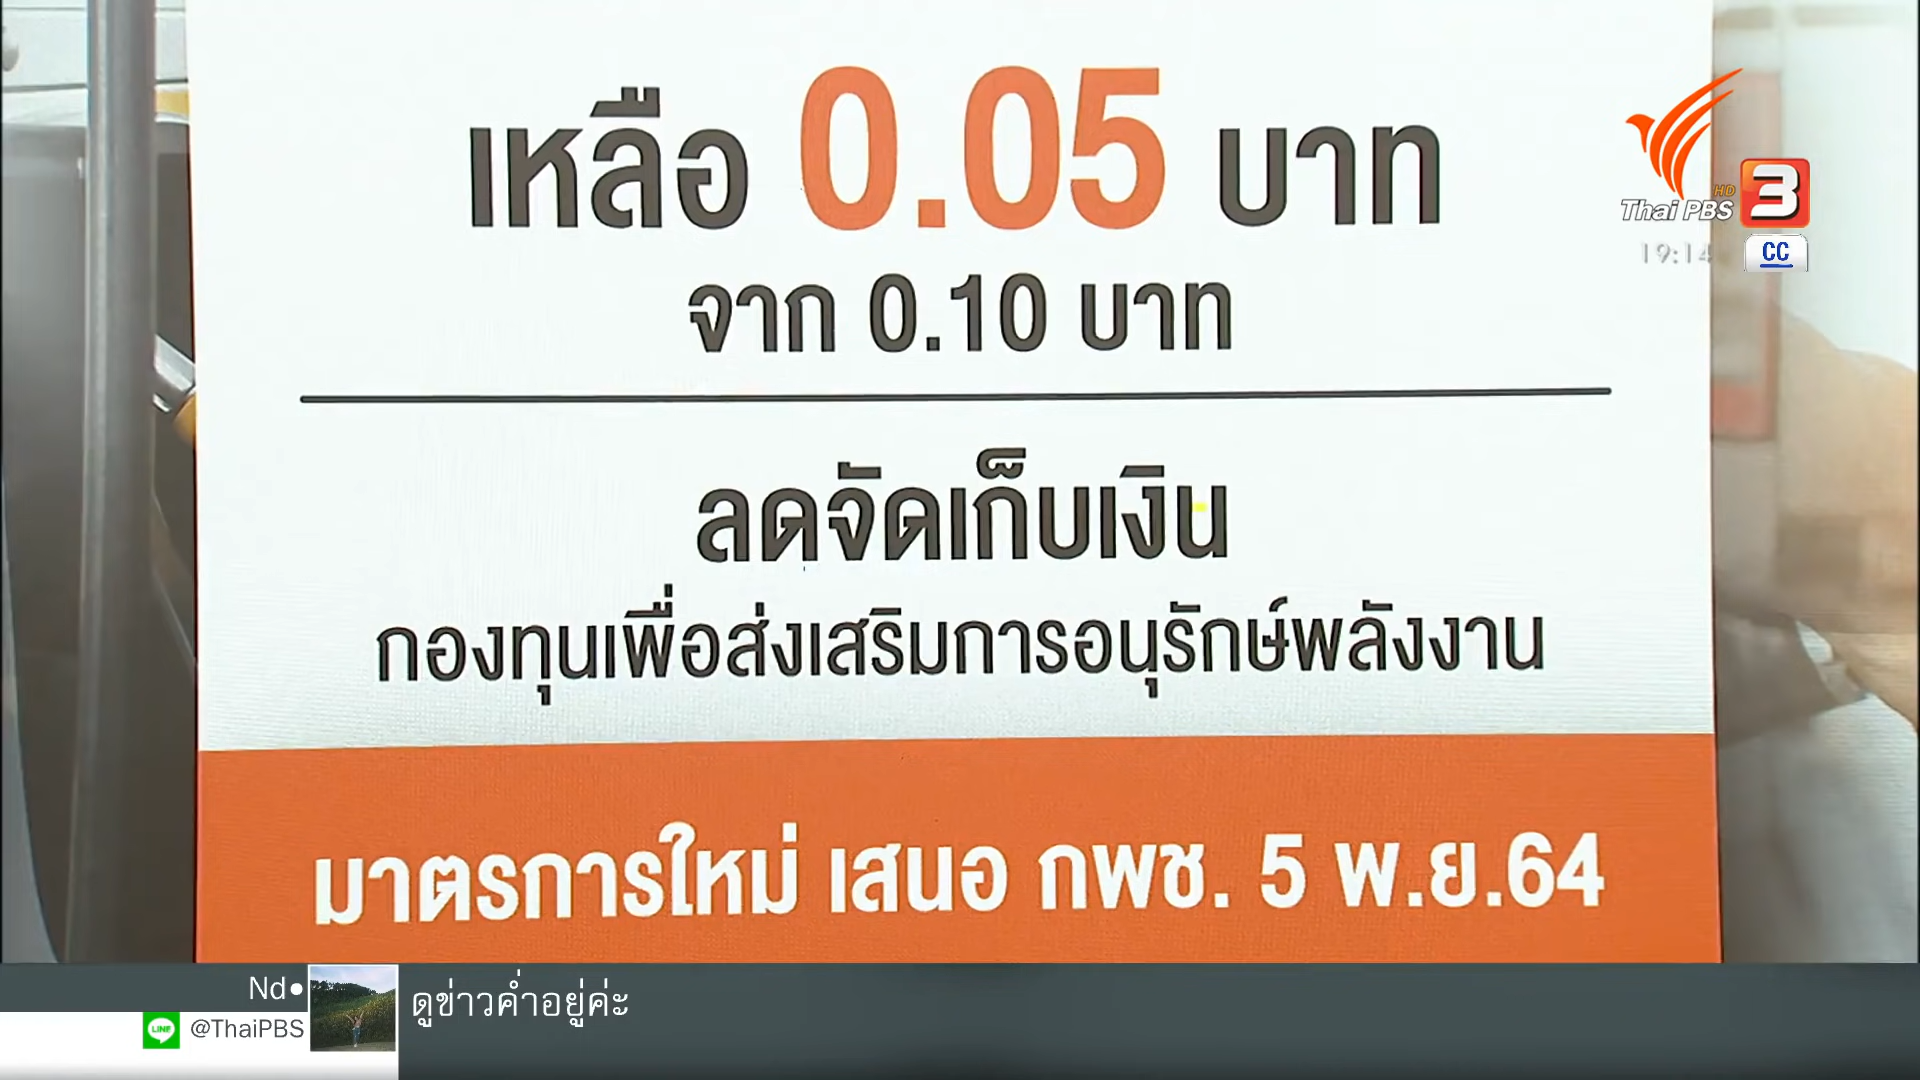 เหลือ 0.05 บาท
จาก 0.10 บาท
ลดจัดเก็บเงิน
กองทุนเพื่อส่งเสริมการอนุรักษ์พลังงาน
มาตรการใหม่ เสนอ กพช. 5 พ.ย.64
Thai PBS HD 3
19:14 CC
Nd•
LINE @ThaiPBS
ดูข่าวค่ำอยู่ค่ะ